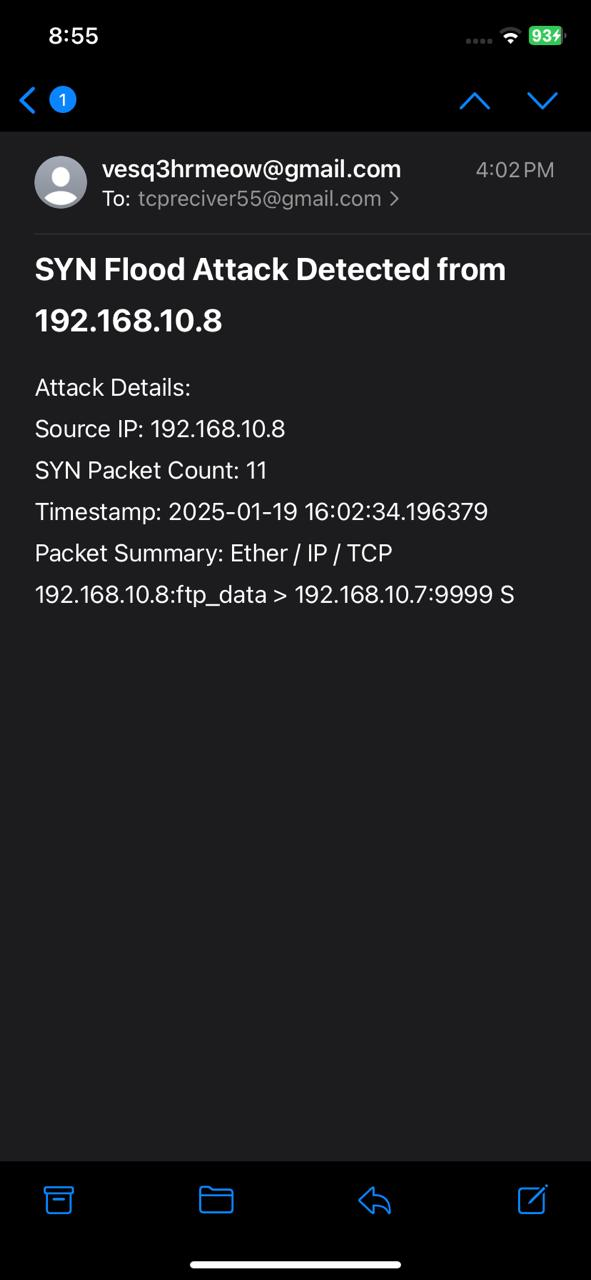 8:55
93
1
vesq3hrmeow@gmail.com 4:02 PM
To: tcpreciver55@gmail.com
SYN Flood Attack Detected from
192.168.10.8
Attack Details:
Source IP: 192.168.10.8
SYN Packet Count: 11
Timestamp: 2025-01-19 16:02:34.196379
Packet Summary: Ether / IP / TCP
192.168.10.8:ftp_data > 192.168.10.7:9999 S